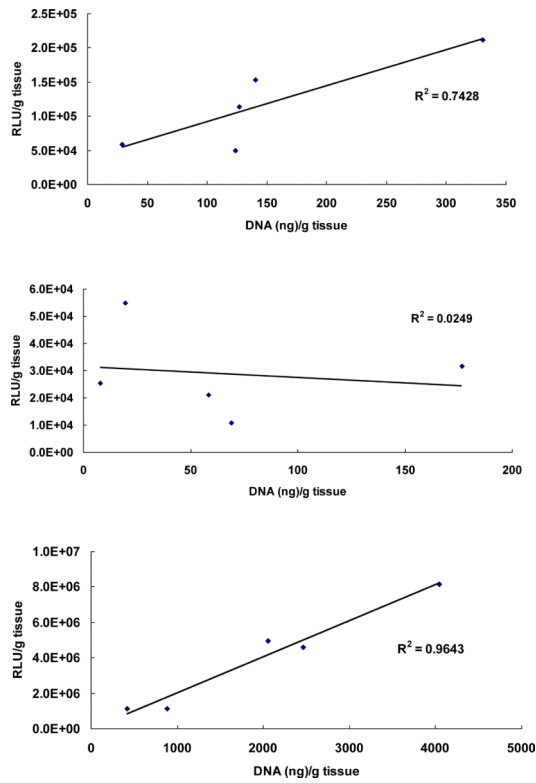 2.5E+05
2.0E+05
1.5E+05
1.0E+05
5.0E+04
0.0E+00
RLU/g tissue
R² = 0.7428
0 50 100 150 200 250 300 350
DNA (ng)/g tissue
6.0E+04
5.0E+04
4.0E+04
3.0E+04
2.0E+04
1.0E+04
0.0E+00
RLU/g tissue
R² = 0.0249
0 50 100 150 200
DNA (ng)/g tissue
1.0E+07
8.0E+06
6.0E+06
4.0E+06
2.0E+06
0.0E+00
RLU/g tissue
R² = 0.9643
0 1000 2000 3000 4000 5000
DNA (ng)/g tissue